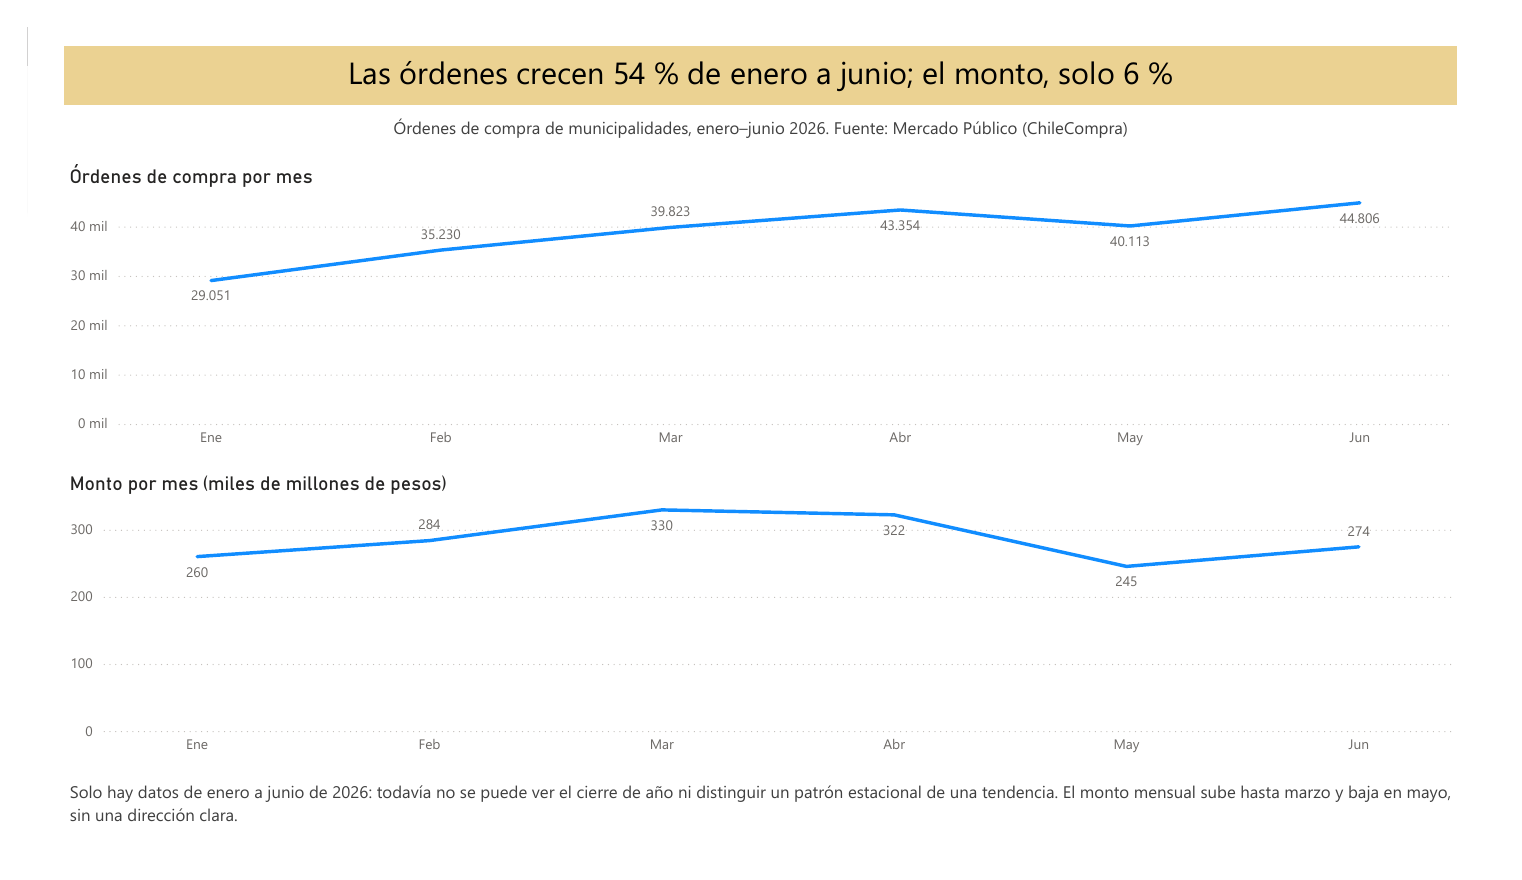 Las órdenes crecen 54 % de enero a junio; el monto, solo 6 %
Órdenes de compra de municipalidades, enero–junio 2026. Fuente: Mercado Público (ChileCompra)
Órdenes de compra por mes
40 mil
30 mil
20 mil
10 mil
0 mil
29.051
35.230
39.823
43.354
40.113
44.806
Ene
Feb
Mar
Abr
May
Jun
Monto por mes (miles de millones de pesos)
300
200
100
0
260
284
330
322
245
274
Ene
Feb
Mar
Abr
May
Jun
Solo hay datos de enero a junio de 2026: todavía no se puede ver el cierre de año ni distinguir un patrón estacional de una tendencia. El monto mensual sube hasta marzo y baja en mayo,
sin una dirección clara.